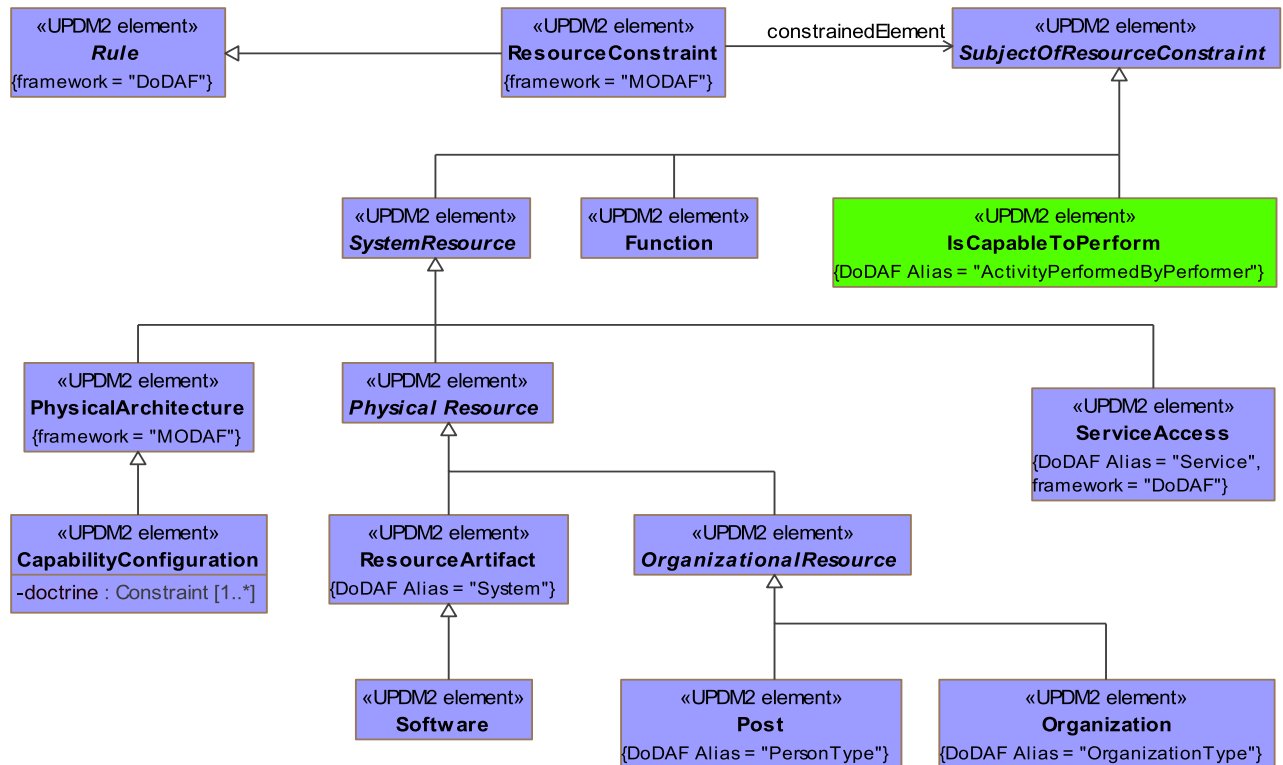 «UPDM2 element»
Rule
{framework = "DoDAF"}
«UPDM2 element»
ResourceConstraint
{framework = "MODAF"}
constrainedElement
«UPDM2 element»
SubjectOfResourceConstraint
«UPDM2 element»
SystemResource
«UPDM2 element»
Function
«UPDM2 element»
IsCapableToPerform
{DoDAF Alias = "ActivityPerformedByPerformer"}
«UPDM2 element»
PhysicalArchitecture
{framework = "MODAF"}
«UPDM2 element»
Physical Resource
«UPDM2 element»
ServiceAccess
{DoDAF Alias = "Service",
framework = "DoDAF"}
«UPDM2 element»
CapabilityConfiguration
-doctrine : Constraint [1..*]
«UPDM2 element»
ResourceArtifact
{DoDAF Alias = "System"}
«UPDM2 element»
OrganizationalResource
«UPDM2 element»
Software
«UPDM2 element»
Post
{DoDAF Alias = "PersonType"}
«UPDM2 element»
Organization
{DoDAF Alias = "OrganizationType"}